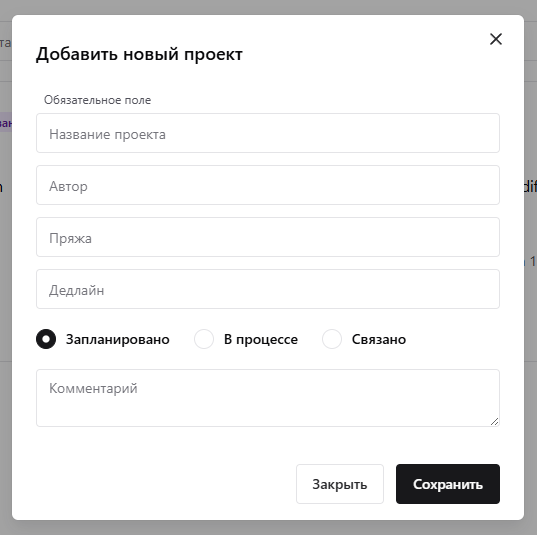 Добавить новый проект
Обязательное поле
Название проекта
Автор
Пряжа
Дедлайн
Запланировано В процессе Связано
Комментарий
Закрыть Сохранить